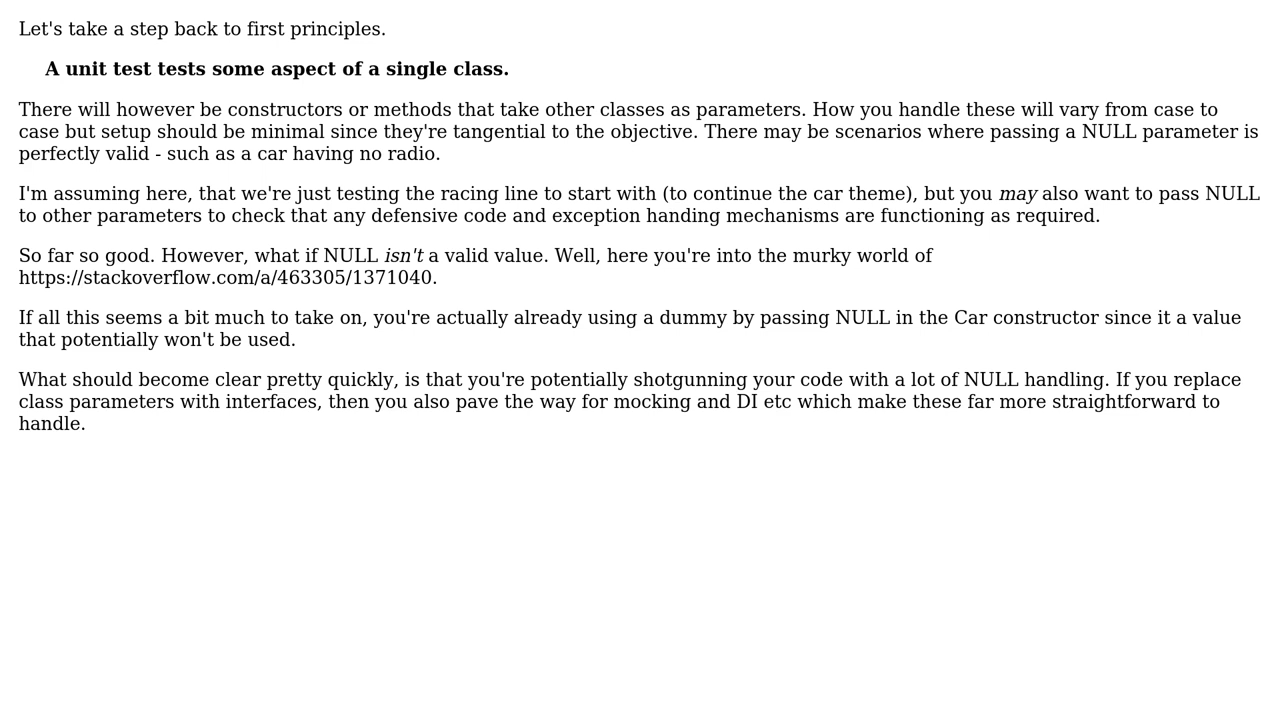 Let's take a step back to first principles.
A unit test tests some aspect of a single class.
There will however be constructors or methods that take other classes as parameters. How you handle these will vary from case to
case but setup should be minimal since they're tangential to the objective. There may be scenarios where passing a NULL parameter is
perfectly valid - such as a car having no radio.
I'm assuming here, that we're just testing the racing line to start with (to continue the car theme), but you may also want to pass NULL
to other parameters to check that any defensive code and exception handing mechanisms are functioning as required.
So far so good. However, what if NULL isn't a valid value. Well, here you're into the murky world of
https://stackoverflow.com/a/463305/1371040.
If all this seems a bit much to take on, you're actually already using a dummy by passing NULL in the Car constructor since it a value
that potentially won't be used.
What should become clear pretty quickly, is that you're potentially shotgunning your code with a lot of NULL handling. If you replace
class parameters with interfaces, then you also pave the way for mocking and DI etc which make these far more straightforward to
handle.